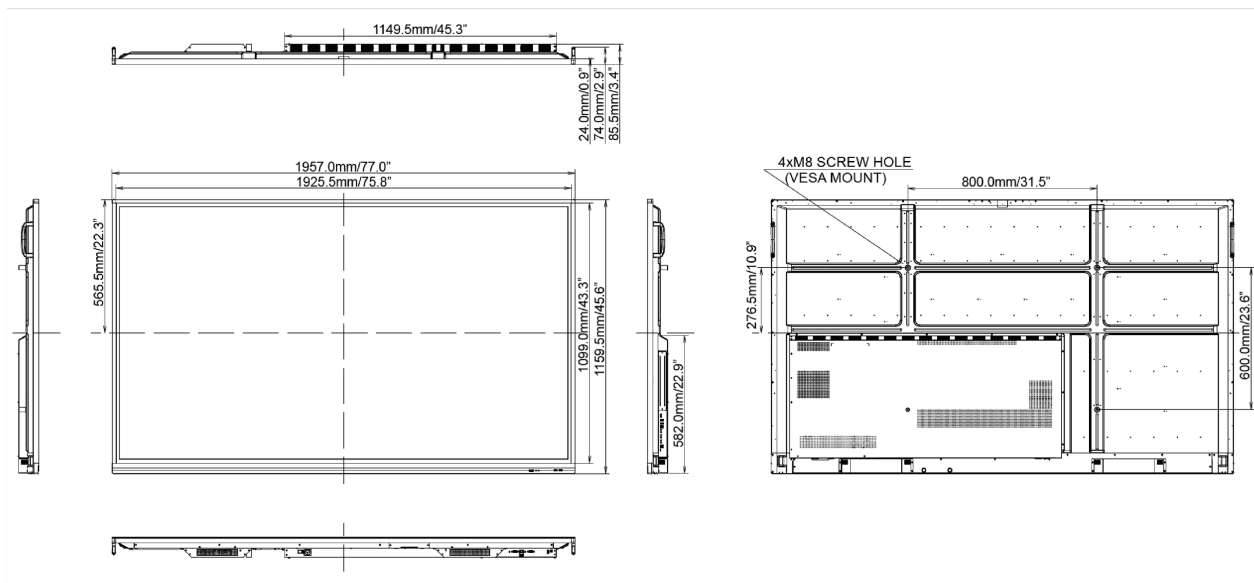 1149.5mm/45.3”
24.0mm/0.9”
74.0mm/2.9”
85.5mm/3.4”
1957.0mm/77.0”
1925.5mm/75.8”
565.5mm/22.3”
1099.0mm/43.3”
1159.5mm/45.6”
582.0mm/22.9”
4xM8 SCREW HOLE
(VESA MOUNT)
800.0mm/31.5”
276.5mm/10.9”
600.0mm/23.6”